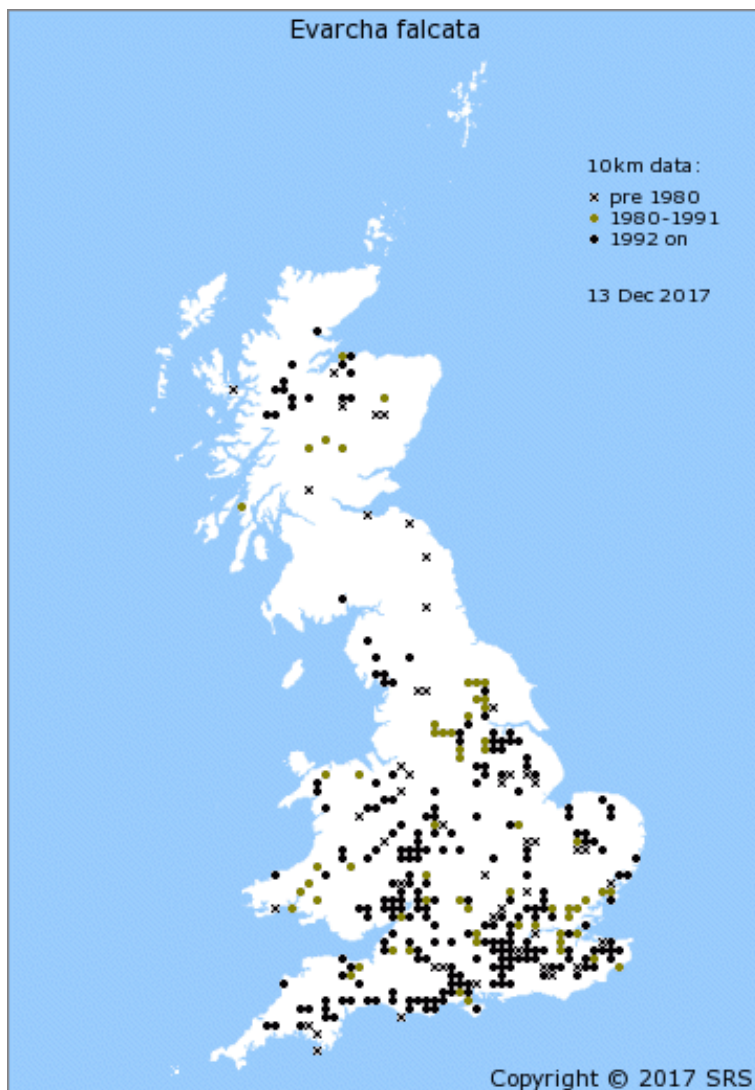 Evarcha falcata
10km data:
pre 1980
1980-1991
1992 on
13 Dec 2017
Copyright © 2017 SRS